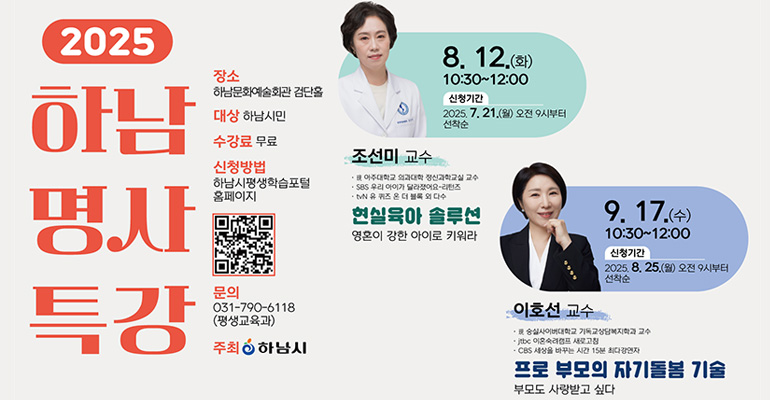 2025
하남
명사
특강
장소
하남문화예술회관 검단홀
대상 하남시민
수강료 무료
신청방법
하남시평생학습포털
홈페이지
문의
031-790-6118
(평생교육과)
주최 하남시
8. 12.(화)
10:30~12:00
신청기간
2025. 7. 21.(월) 오전 9시부터
선착순
조선미 교수
· 現 아주대학교 의과대학 정신과학교실 교수
· SBS 우리 아이가 달라졌어요-리턴즈
· tvN 유 퀴즈 온 더 블록 외 다수
현실육아 솔루션
영혼이 강한 아이로 키워라
9. 17.(수)
10:30~12:00
신청기간
2025. 8. 25.(월) 오전 9시부터
선착순
이호선 교수
· 現 숭실사이버대학교 기독교상담복지학과 교수
· jtbc 이혼숙려캠프 새로고침
· CBS 세상을 바꾸는 시간 15분 최다강연자
프로 부모의 자기돌봄 기술
부모도 사랑받고 싶다